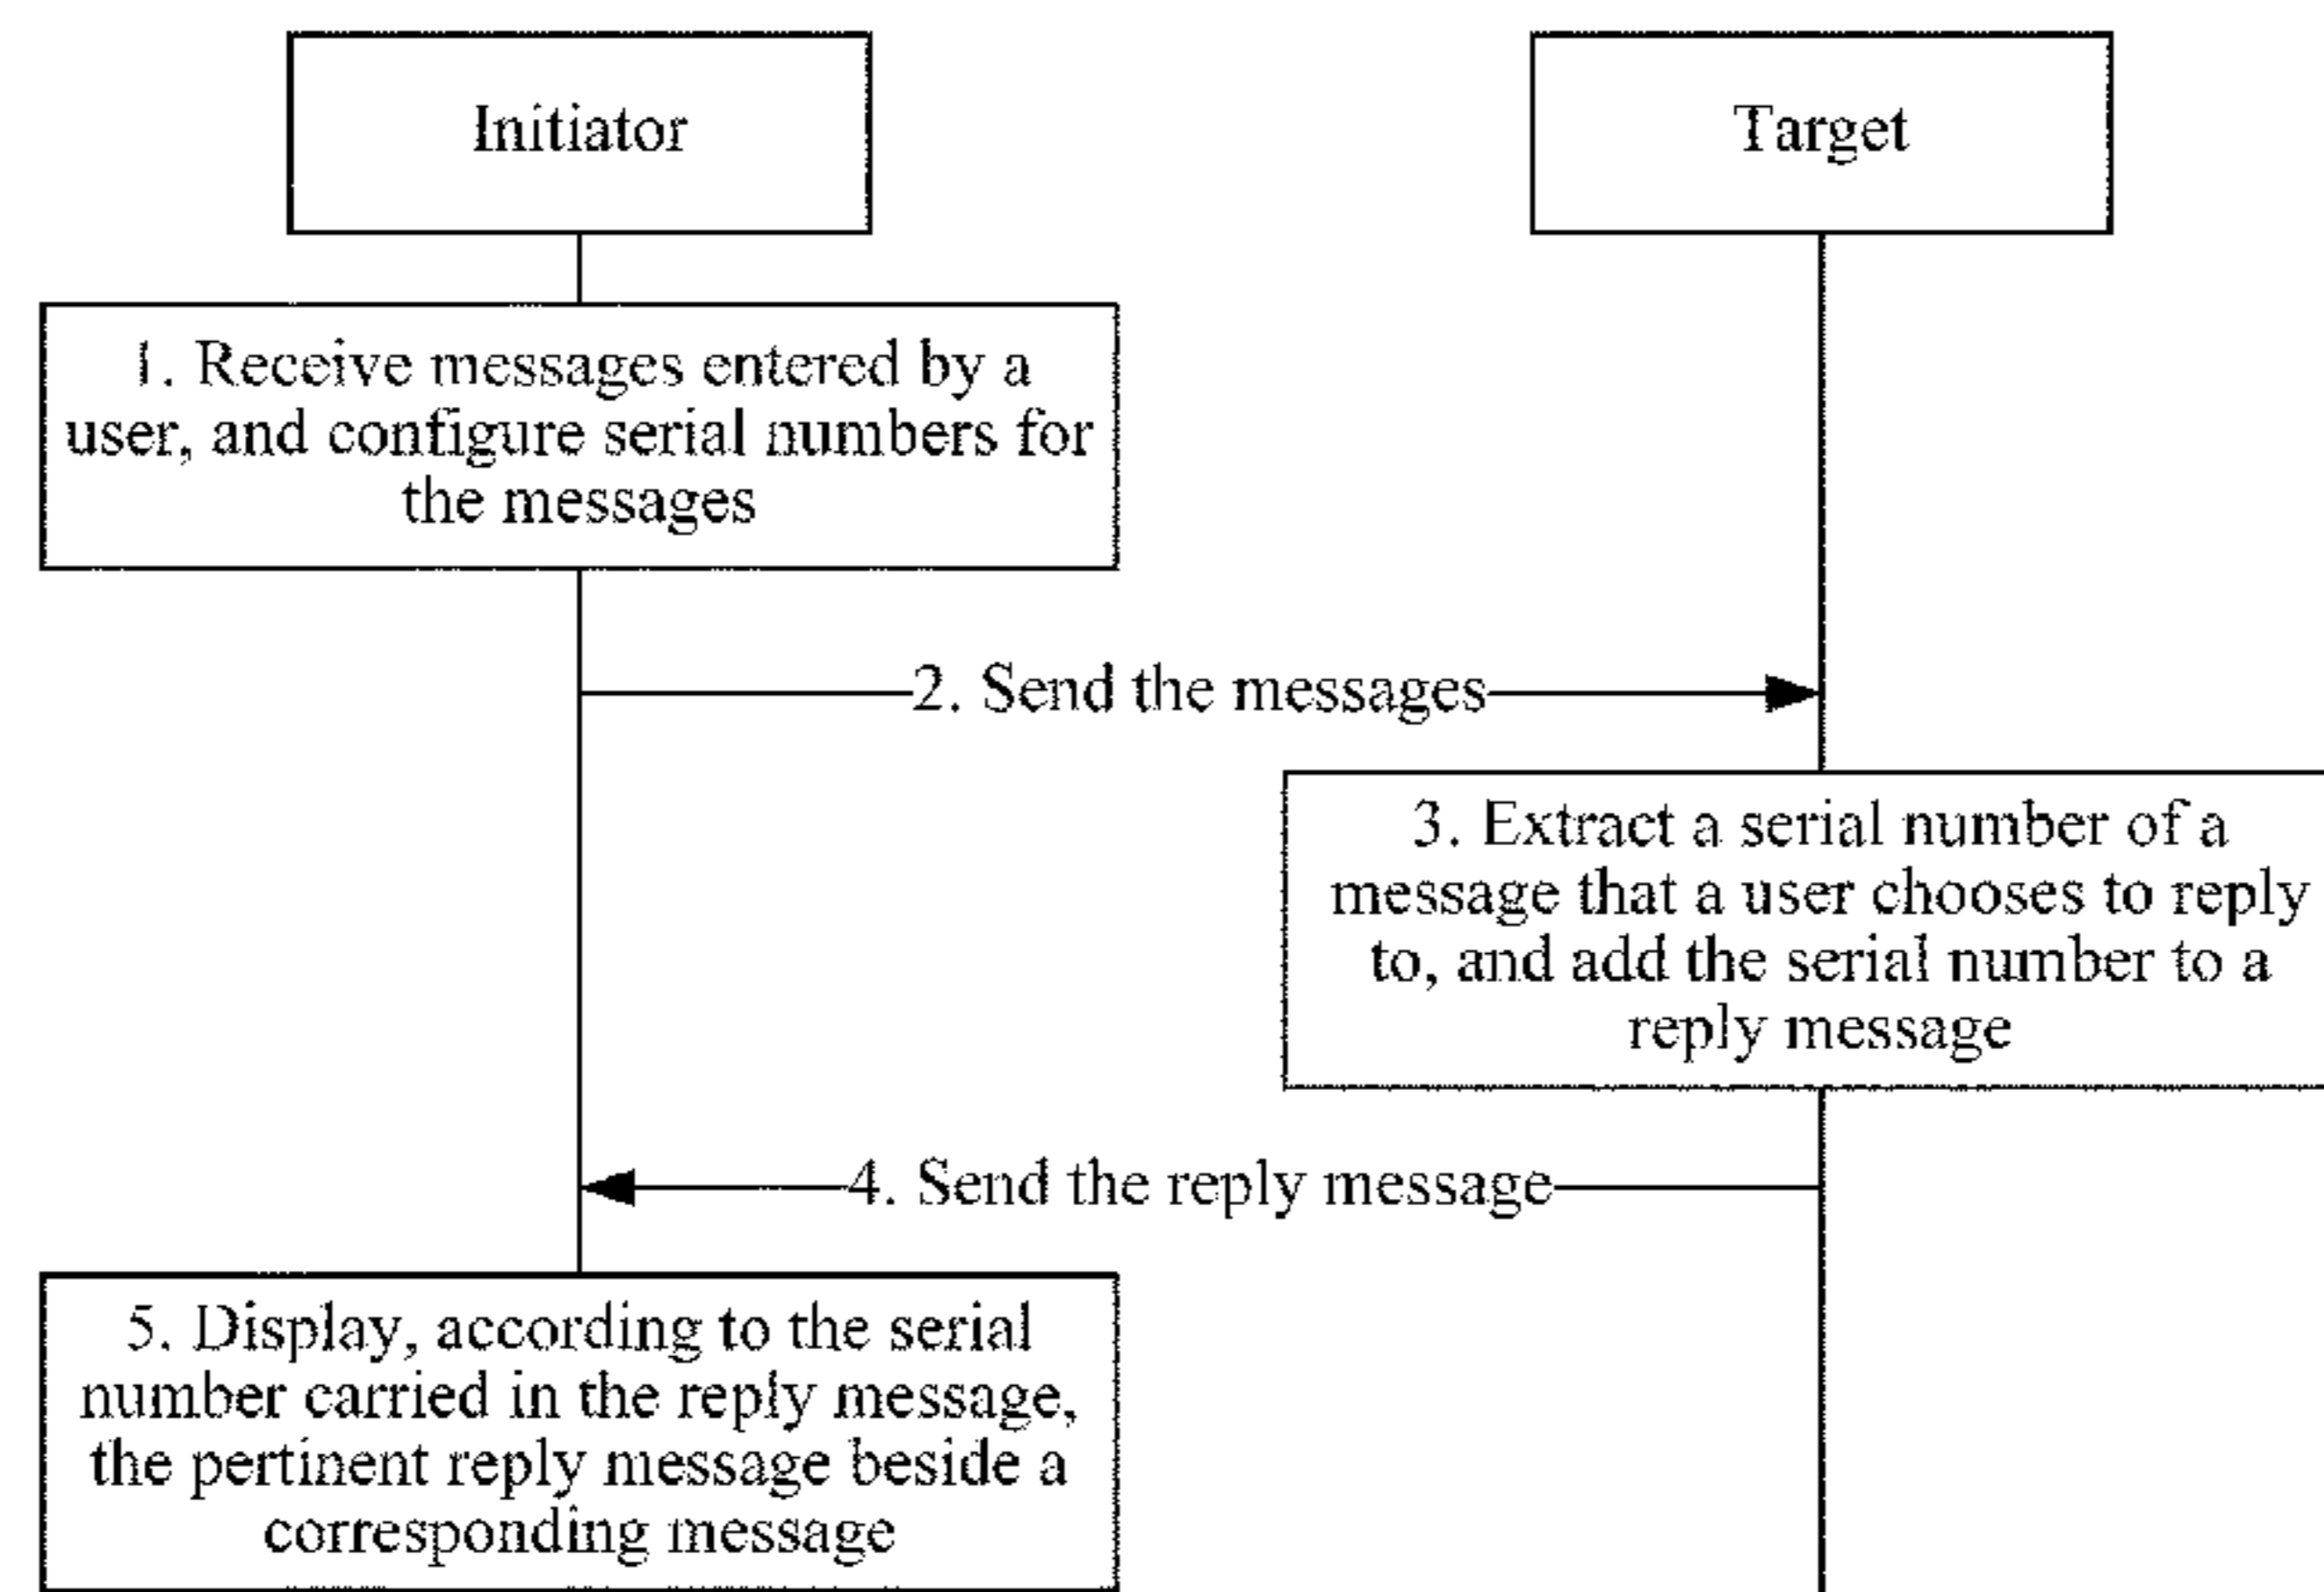 Initiator
Target
1. Receive messages entered by a
user, and configure serial numbers for
the messages
2. Send the messages
3. Extract a serial number of a
message that a user chooses to reply
to, and add the serial number to a
reply message
4. Send the reply message
5. Display, according to the serial
number carried in the reply message,
the pertinent reply message beside a
corresponding message